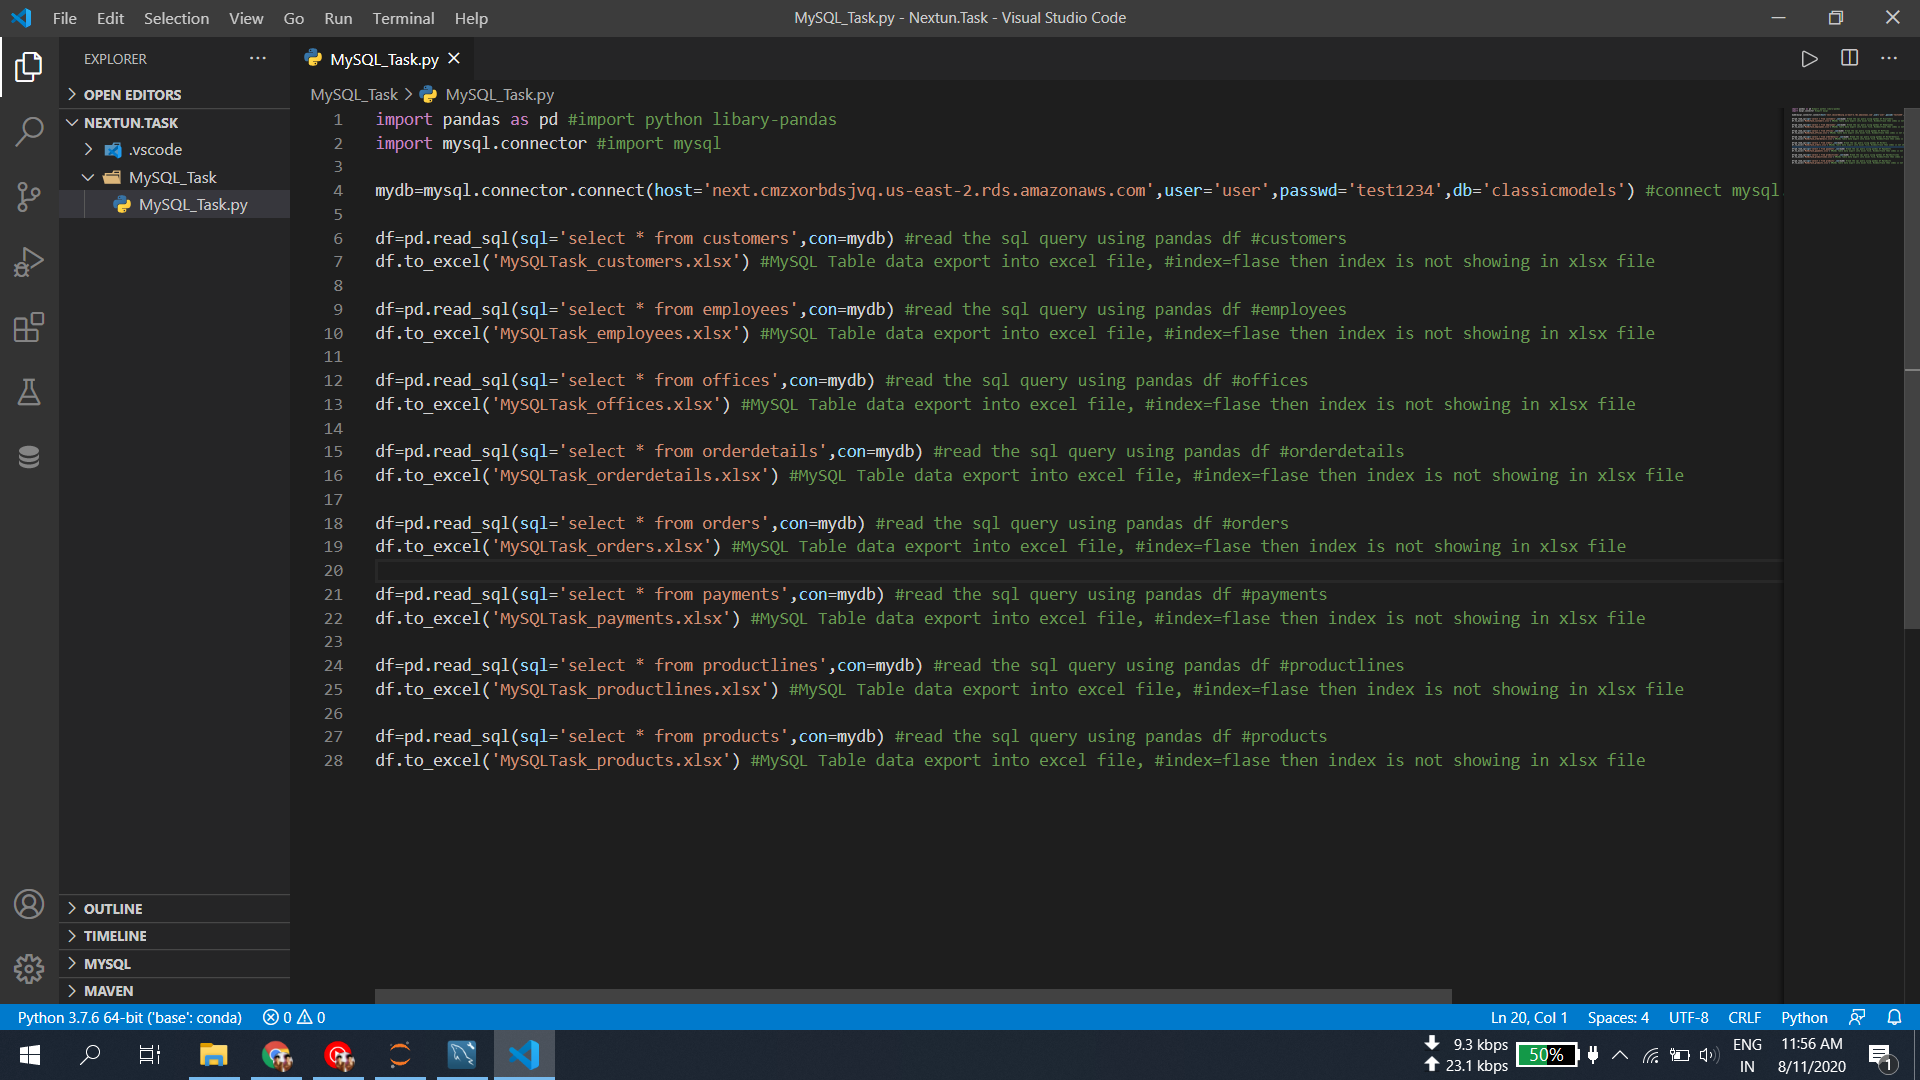 File Edit Selection View Go Run Terminal Help
MySQL_Task.py - Nextun.Task - Visual Studio Code
EXPLORER
OPEN EDITORS
NEXTUN.TASK
.vscode
MySQL_Task
MySQL_Task.py
OUTLINE
TIMELINE
MYSQL
MAVEN
MySQL_Task.py
MySQL_Task > MySQL_Task.py
1 import pandas as pd #import python libary-pandas
2 import mysql.connector #import mysql
3
4 mydb=mysql.connector.connect(host='next.cmzxorbdsjvq.us-east-2.rds.amazonaws.com',user='user',passwd='test1234',db='classicmodels') #connect mysql
5
6 df=pd.read_sql(sql='select * from customers',con=mydb) #read the sql query using pandas df #customers
7 df.to_excel('MySQLTask_customers.xlsx') #MySQL Table data export into excel file, #index=flase then index is not showing in xlsx file
8
9 df=pd.read_sql(sql='select * from employees',con=mydb) #read the sql query using pandas df #employees
10 df.to_excel('MySQLTask_employees.xlsx') #MySQL Table data export into excel file, #index=flase then index is not showing in xlsx file
11
12 df=pd.read_sql(sql='select * from offices',con=mydb) #read the sql query using pandas df #offices
13 df.to_excel('MySQLTask_offices.xlsx') #MySQL Table data export into excel file, #index=flase then index is not showing in xlsx file
14
15 df=pd.read_sql(sql='select * from orderdetails',con=mydb) #read the sql query using pandas df #orderdetails
16 df.to_excel('MySQLTask_orderdetails.xlsx') #MySQL Table data export into excel file, #index=flase then index is not showing in xlsx file
17
18 df=pd.read_sql(sql='select * from orders',con=mydb) #read the sql query using pandas df #orders
19 df.to_excel('MySQLTask_orders.xlsx') #MySQL Table data export into excel file, #index=flase then index is not showing in xlsx file
20
21 df=pd.read_sql(sql='select * from payments',con=mydb) #read the sql query using pandas df #payments
22 df.to_excel('MySQLTask_payments.xlsx') #MySQL Table data export into excel file, #index=flase then index is not showing in xlsx file
23
24 df=pd.read_sql(sql='select * from productlines',con=mydb) #read the sql query using pandas df #productlines
25 df.to_excel('MySQLTask_productlines.xlsx') #MySQL Table data export into excel file, #index=flase then index is not showing in xlsx file
26
27 df=pd.read_sql(sql='select * from products',con=mydb) #read the sql query using pandas df #products
28 df.to_excel('MySQLTask_products.xlsx') #MySQL Table data export into excel file, #index=flase then index is not showing in xlsx file
Python 3.7.6 64-bit ('base': conda) 0 0 Ln 20, Col 1 Spaces: 4 UTF-8 CRLF Python
9.3 kbps
23.1 kbps
50%
ENG
IN
11:56 AM
8/11/2020
1